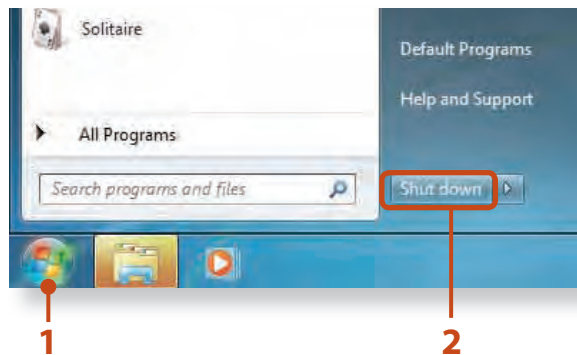 Solitaire
Default Programs
Help and Support
All Programs
Search programs and files
Shut down
1
2